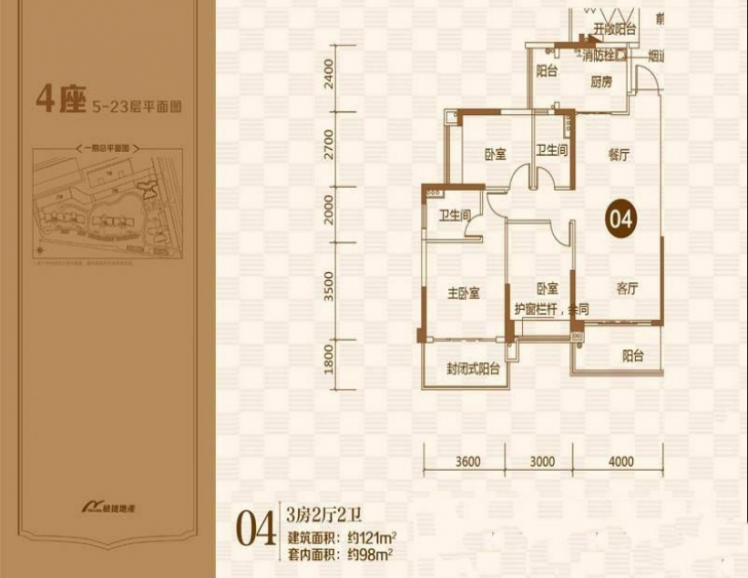 4座 5-23层平面图
一期总平面图
开敞阳台
消防栓
阳台
厨房
卧室
卫生间
餐厅
卫生间
04
主卧室
卧室
客厅
护窗栏杆，余同
封闭式阳台
阳台
2400
2700
2000
3500
1800
3600
3000
4000
04
3房2厅2卫
建筑面积：约121m²
套内面积：约98m²